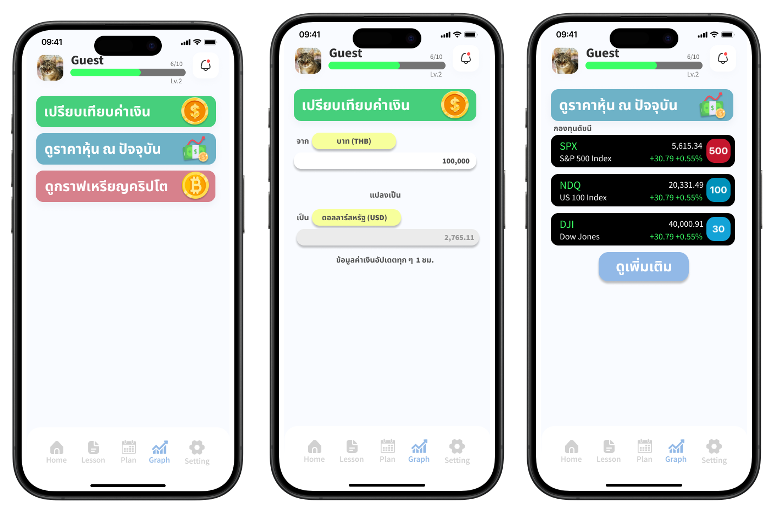 09:41
Guest
6/10
Lv.2
เปรียบเทียบค่าเงิน
ดูราคาหุ้น ณ ปัจจุบัน
ดูกราฟเหรียญคริปโต
Home Lesson Plan Graph Setting
09:41
Guest
6/10
Lv.2
เปรียบเทียบค่าเงิน
จาก บาท (THB)
100,000
แปลงเป็น
เป็น ดอลลาร์สหรัฐ (USD)
2,765.11
ข้อมูลค่าเงินอัปเดตทุก ๆ 1 ชม.
Home Lesson Plan Graph Setting
09:41
Guest
6/10
Lv.2
ดูราคาหุ้น ณ ปัจจุบัน
กองทุนดัชนี
SPX 5,615.34 500
S&P 500 Index +30.79 +0.55%
NDQ 20,331.49 100
US 100 Index +30.79 +0.55%
DJI 40,000.91 30
Dow Jones +30.79 +0.55%
ดูเพิ่มเติม
Home Lesson Plan Graph Setting